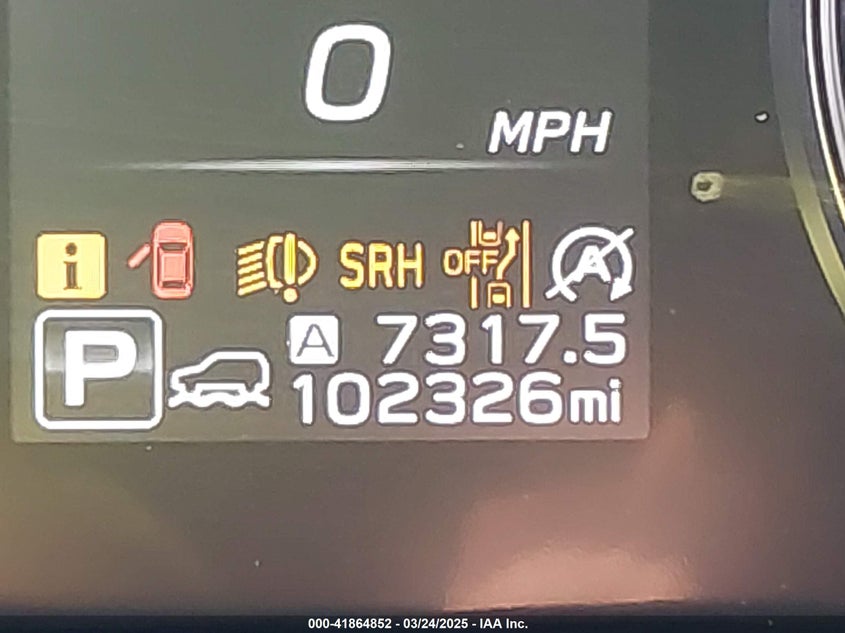 0
MPH
i SRH OFF A
A 7317.5
P 102326mi
000-41864852 - 03/24/2025 - IAA Inc.